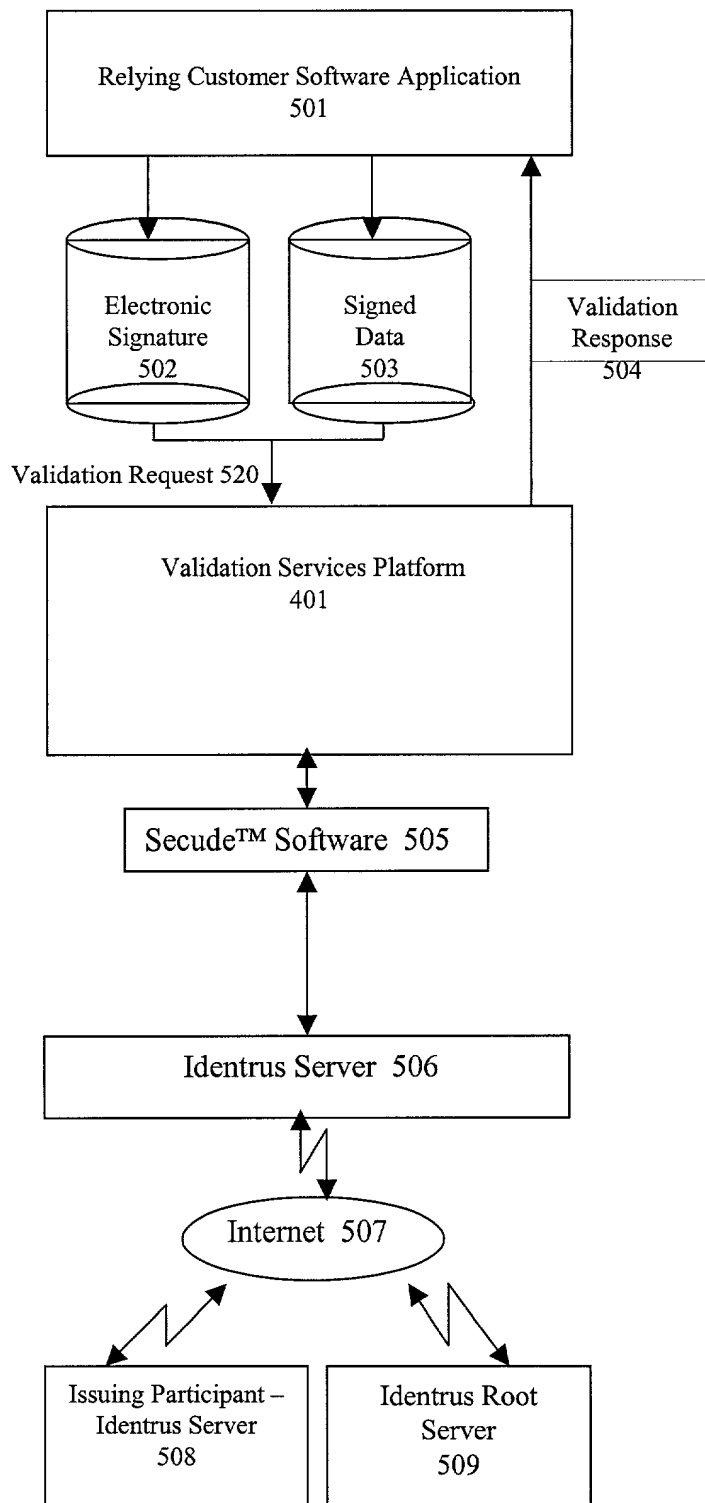 Relying Customer Software Application
501
Electronic
Signature
502
Signed
Data
503
Validation
Response
504
Validation Request 520
Validation Services Platform
401
Secude™ Software 505
Identrus Server 506
Internet 507
Issuing Participant –
Identrus Server
508
Identrus Root
Server
509